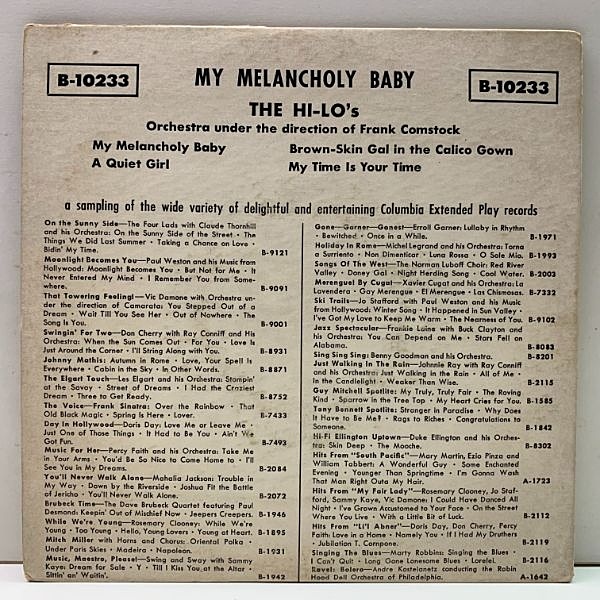 B-10233
MY MELANCHOLY BABY
B-10233
THE HI-LO's
Orchestra under the direction of Frank Comstock
My Melancholy Baby
A Quiet Girl
Brown-Skin Gal in the Calico Gown
My Time Is Your Time
a sampling of the wide variety of delightful and entertaining Columbia Extended Play records
On the Sunny Side—The Four Lads with Claude Thornhill
and his Orchestra: On the Sunny Side of the Street • The
Things We Did Last Summer • Taking a Chance on Love •
Bidin' My Time. B-9121
Moonlight Becomes You—Paul Weston and his Music from
Hollywood: Moonlight Becomes You • But Not for Me • It
Never Entered My Mind • I Remember You from Some-
where. B-9091
That Towering Feeling!—Vic Damone with Orchestra un-
der the direction of Camarata: You Stepped Out of a
Dream • Wait Till You See Her • Out of Nowhere • The
Song Is You. B-9001
Swingin' For Two—Don Cherry with Ray Conniff and His
Orchestra: When the Sun Comes Out • For You • Love Is
Just Around the Corner • I'll String Along with You. B-8931
Johnny Mathis: Autumn in Rome • Love, Your Spell Is
Everywhere • Cabin in the Sky • In Other Words. B-8871
The Elgart Touch—Les Elgart and his Orchestra: Stompin'
at the Savoy • Street of Dreams • I Had the Craziest
Dream • Three to Get Ready. B-8752
The Voice—Frank Sinatra: Over the Rainbow • That
Old Black Magic • Spring Is Here • Lover. B-7433
Day In Hollywood—Doris Day: Love Me or Leave Me •
Just One of Those Things • It Had to Be You • Ain't We
Got Fun. B-7493
Music For Her—Percy Faith and his Orchestra: Take Me
in Your Arms • You'd Be So Nice to Come Home to • I'll
See You in My Dreams. B-2084
You'll Never Walk Alone—Mahalia Jackson: Trouble in
My Way • Down by the Riverside • Joshua Fit the Battle
of Jericho • You'll Never Walk Alone. B-2072
Brubeck Time—The Dave Brubeck Quartet featuring Paul
Desmond: Keepin' Out of Mischief Now • Jeepers Creepers. B-1946
While We're Young—Rosemary Clooney: While We're
Young • Too Young • Hello, Young Lovers • Young at Heart. B-1895
Mitch Miller with Horns and Chorus: Oriental Polka •
Under Paris Skies • Madeira • Napoleon. B-1931
Music, Maestro, Please!—Swing and Sway with Sammy
Kaye: Dream for Sale • Y • Till I Kiss You at the Altar •
Sittin' an' Waitin'. B-1942
Gone—Garner—Gonest—Erroll Garner: Lullaby in Rhythm
• Bewitched • Once in a While. B-1971
Holiday In Rome—Michel Legrand and his Orchestra: Torna
a Surriento • Non Dimenticar • Luna Rossa • O Sole Mio. B-1993
Songs Of The West—The Norman Luboff Choir: Red River
Valley • Doney Gal • Night Herding Song • Cool Water. B-2003
Merengue! By Cugat—Xavier Cugat and his Orchestra: La
Lavendera • Gay Merengue • El Merengue • Las Chismosas. B-7332
Ski Trails—Jo Stafford with Paul Weston and his Music
from Hollywood: Winter Song • It Happened in Sun Valley •
I've Got My Love to Keep Me Warm • The Nearness of You. B-9102
Jazz Spectacular—Frankie Laine with Buck Clayton and
his Orchestra: You Can Depend on Me • Stars Fell on
Alabama. B-8083
Sing Sing Sing: Benny Goodman and his Orchestra. B-8201
Just Walking In The Rain—Johnnie Ray with Ray Conniff
and his Orchestra: Just Walking in the Rain • All of Me •
In the Candlelight • Weaker Than Wise. B-2115
Guy Mitchell Spotlite: My Truly, Truly Fair • The Roving
Kind • Sparrow in the Tree Top • My Heart Cries for You. B-1585
Tony Bennett Spotlite: Stranger in Paradise • Why Does
It Have to Be Me? • Rags to Riches • Congratulations to
Someone. B-1842
Hi-Fi Ellington Uptown—Duke Ellington and his Orches-
tra: Skin Deep • The Mooche. B-8302
Hits From "South Pacific"—Mary Martin, Ezio Pinza and
William Tabbert: A Wonderful Guy • Some Enchanted
Evening • Younger Than Springtime • I'm Gonna Wash
That Man Right Outa My Hair. A-1723
Hits From "My Fair Lady"—Rosemary Clooney, Jo Staf-
ford, Sammy Kaye, Vic Damone: I Could Have Danced All
Night • I've Grown Accustomed to Your Face • On the Street
Where You Live • With a Little Bit of Luck. B-2112
Hits From "Li'l Abner"—Doris Day, Don Cherry, Percy
Faith: Love in a Home • Namely You • If I Had My Druthers
• Jubilation T. Cornpone. B-2119
Singing The Blues—Marty Robbins: Singing the Blues •
I Can't Quit • Long Gone Lonesome Blues • Lorelei. B-2116
Ravel: Bolero—Andre Kostelanetz conducting the Robin
Hood Dell Orchestra of Philadelphia. A-1642